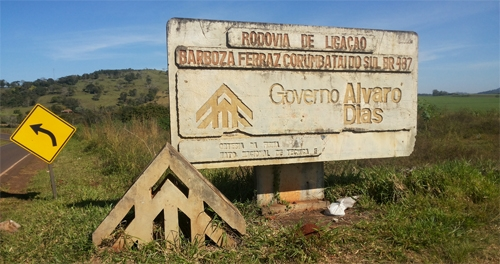 RODOVIA DE LIGAÇÃO
BARBOZA FERRAZ CORUMBATAI DO SUL BR 487
Governo Alvaro
Dias